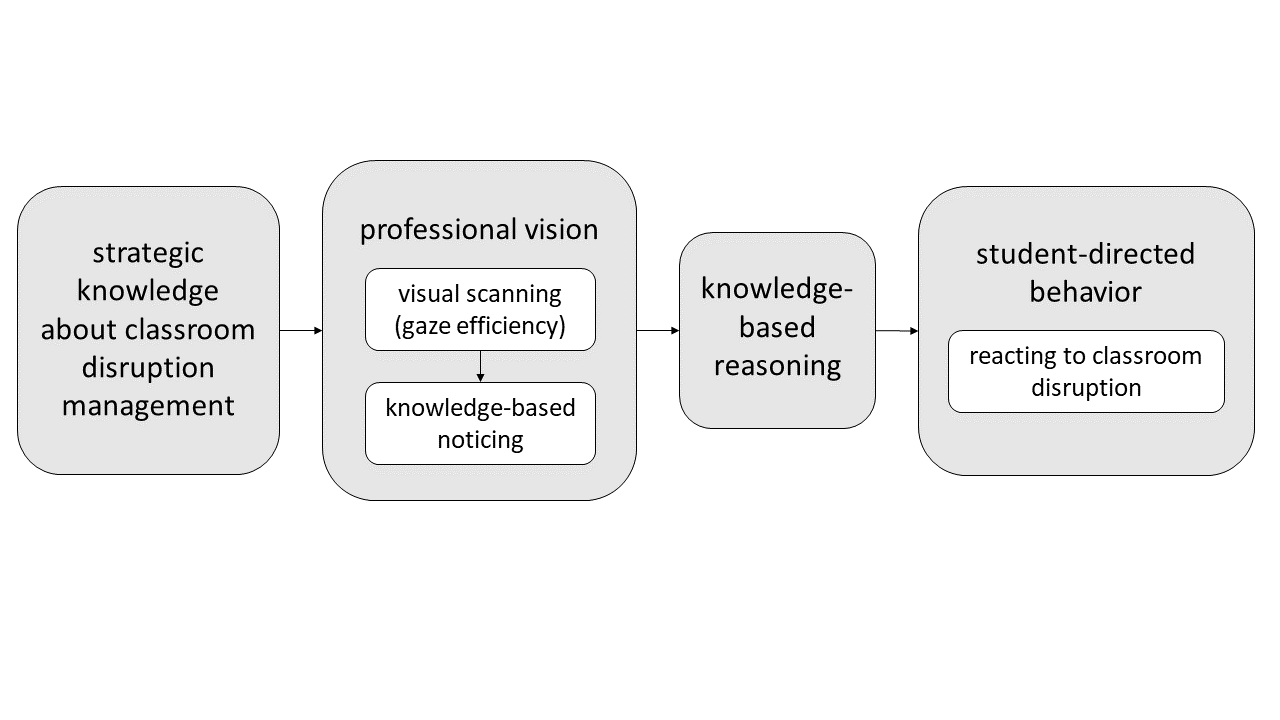 strategic
knowledge
about classroom
disruption
management
professional vision
visual scanning
(gaze efficiency)
knowledge-based
noticing
knowledge-
based
reasoning
student-directed
behavior
reacting to classroom
disruption